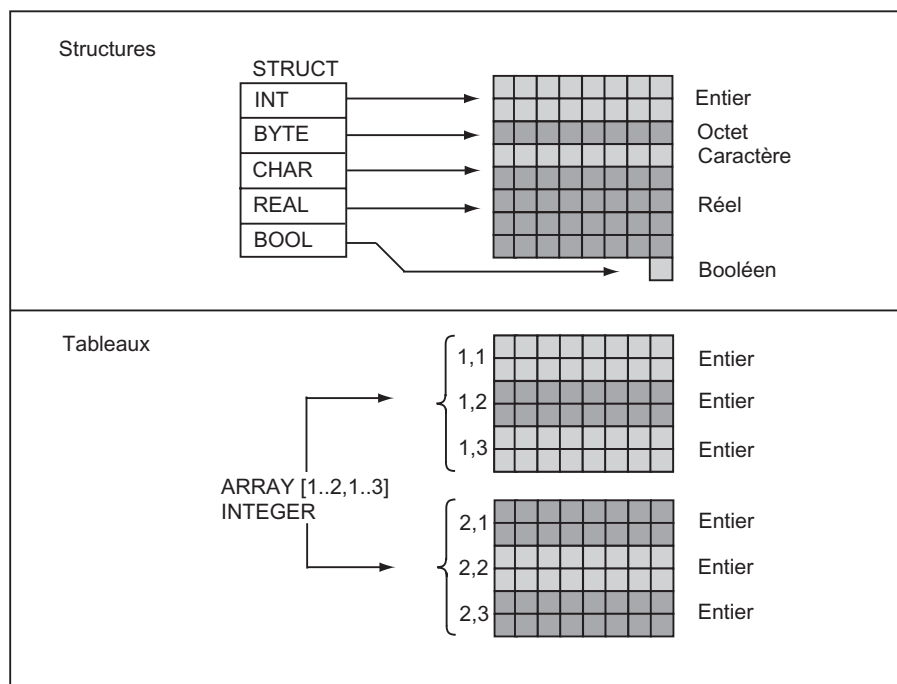 Structures
STRUCT
INT
Entier
BYTE
Octet
CHAR
Caractère
REAL
Réel
BOOL
Booléen
Tableaux
1,1
Entier
1,2
Entier
1,3
Entier
ARRAY [1..2,1..3]
INTEGER
2,1
Entier
2,2
Entier
2,3
Entier